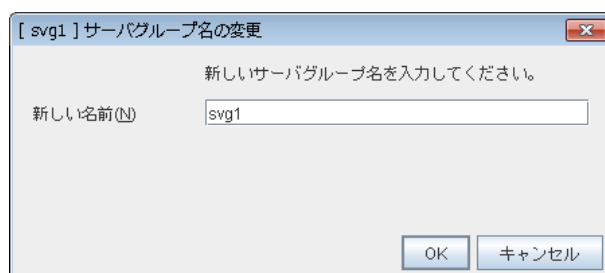 [ svg1 ] サーバグループ名の変更
新しいサーバグループ名を入力してください。
新しい名前(N)
svg1
OK
キャンセル